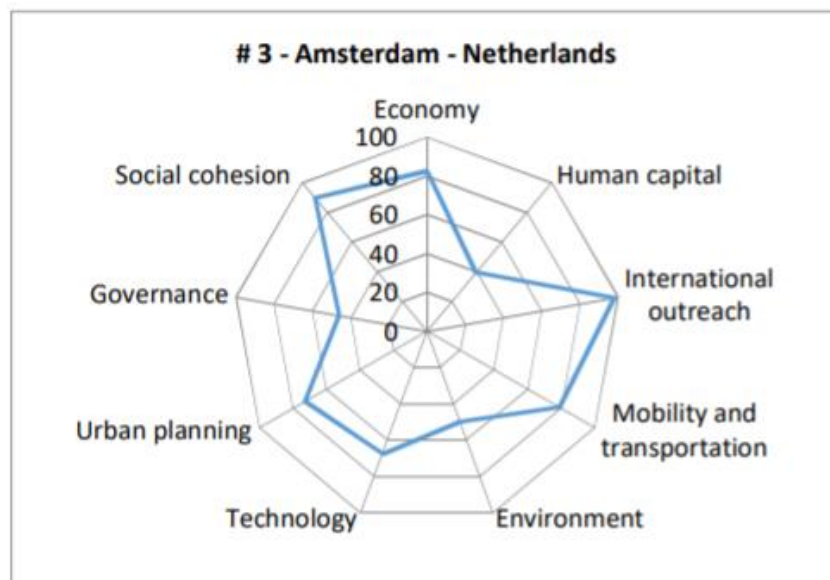 # 3 - Amsterdam - Netherlands
Economy
100
80
60
40
20
0
Human capital
International
outreach
Mobility and
transportation
Environment
Technology
Urban planning
Governance
Social cohesion